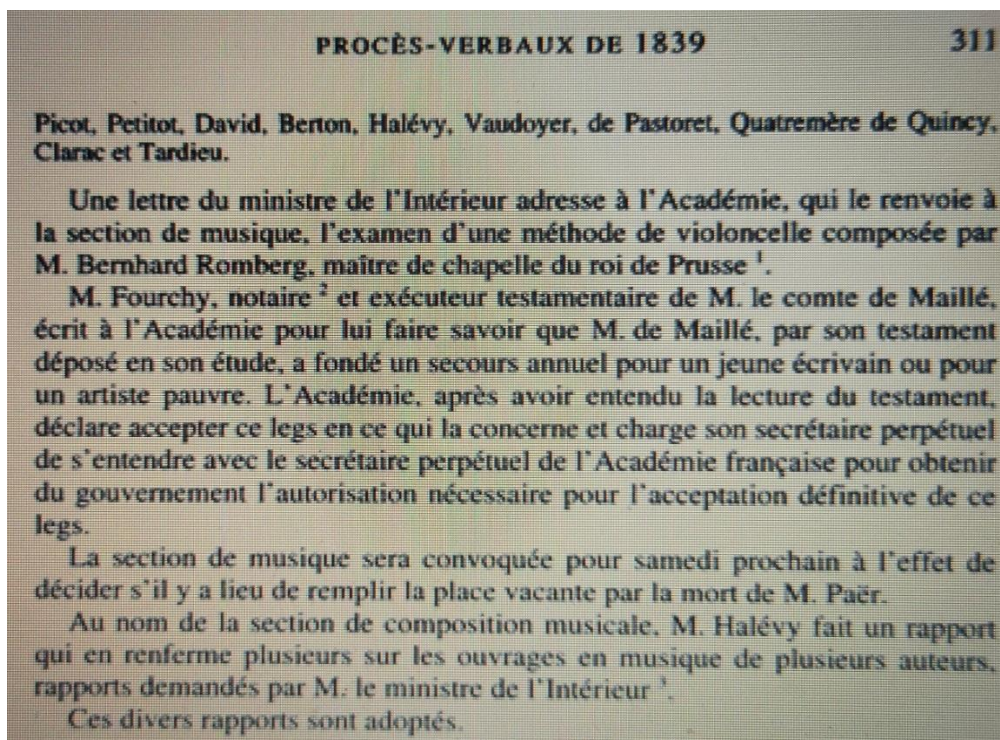 PROCÈS-VERBAUX DE 1839 311
Picot, Petitot, David, Berton, Halévy, Vaudoyer, de Pastoret, Quatremère de Quincy,
Clarac et Tardieu.
Une lettre du ministre de l'Intérieur adresse à l'Académie, qui le renvoie à
la section de musique, l'examen d'une méthode de violoncelle composée par
M. Bernhard Romberg, maître de chapelle du roi de Prusse ¹.
M. Fourchy, notaire ² et exécuteur testamentaire de M. le comte de Maillé,
écrit à l'Académie pour lui faire savoir que M. de Maillé, par son testament
déposé en son étude, a fondé un secours annuel pour un jeune écrivain ou pour
un artiste pauvre. L'Académie, après avoir entendu la lecture du testament,
déclare accepter ce legs en ce qui la concerne et charge son secrétaire perpétuel
de s'entendre avec le secrétaire perpétuel de l'Académie française pour obtenir
du gouvernement l'autorisation nécessaire pour l'acceptation définitive de ce
legs.
La section de musique sera convoquée pour samedi prochain à l'effet de
décider s'il y a lieu de remplir la place vacante par la mort de M. Paër.
Au nom de la section de composition musicale, M. Halévy fait un rapport
qui en renferme plusieurs sur les ouvrages en musique de plusieurs auteurs,
rapports demandés par M. le ministre de l'Intérieur ³.
Ces divers rapports sont adoptés.